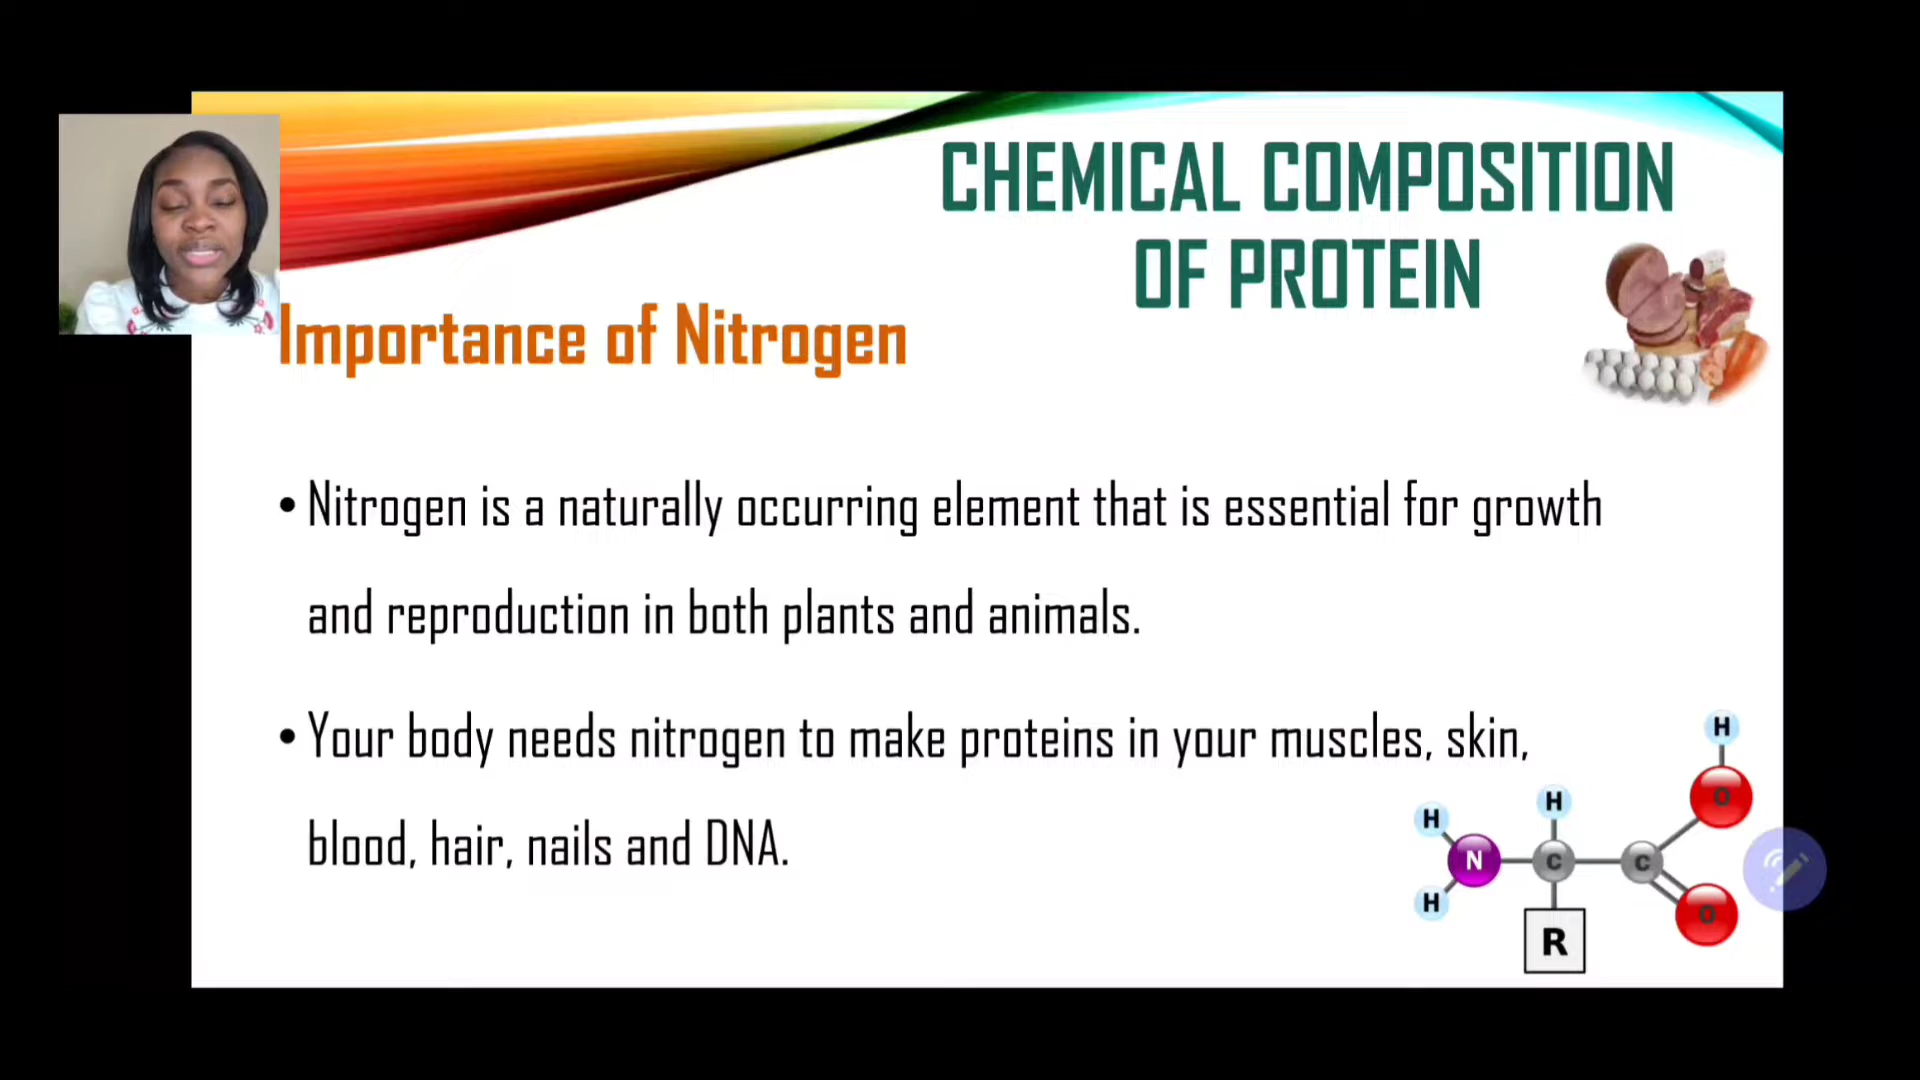 CHEMICAL COMPOSITION
OF PROTEIN
Importance of Nitrogen
• Nitrogen is a naturally occurring element that is essential for growth
and reproduction in both plants and animals.
• Your body needs nitrogen to make proteins in your muscles, skin,
blood, hair, nails and DNA.
H
H
H
O
N
C
C
H
O
R